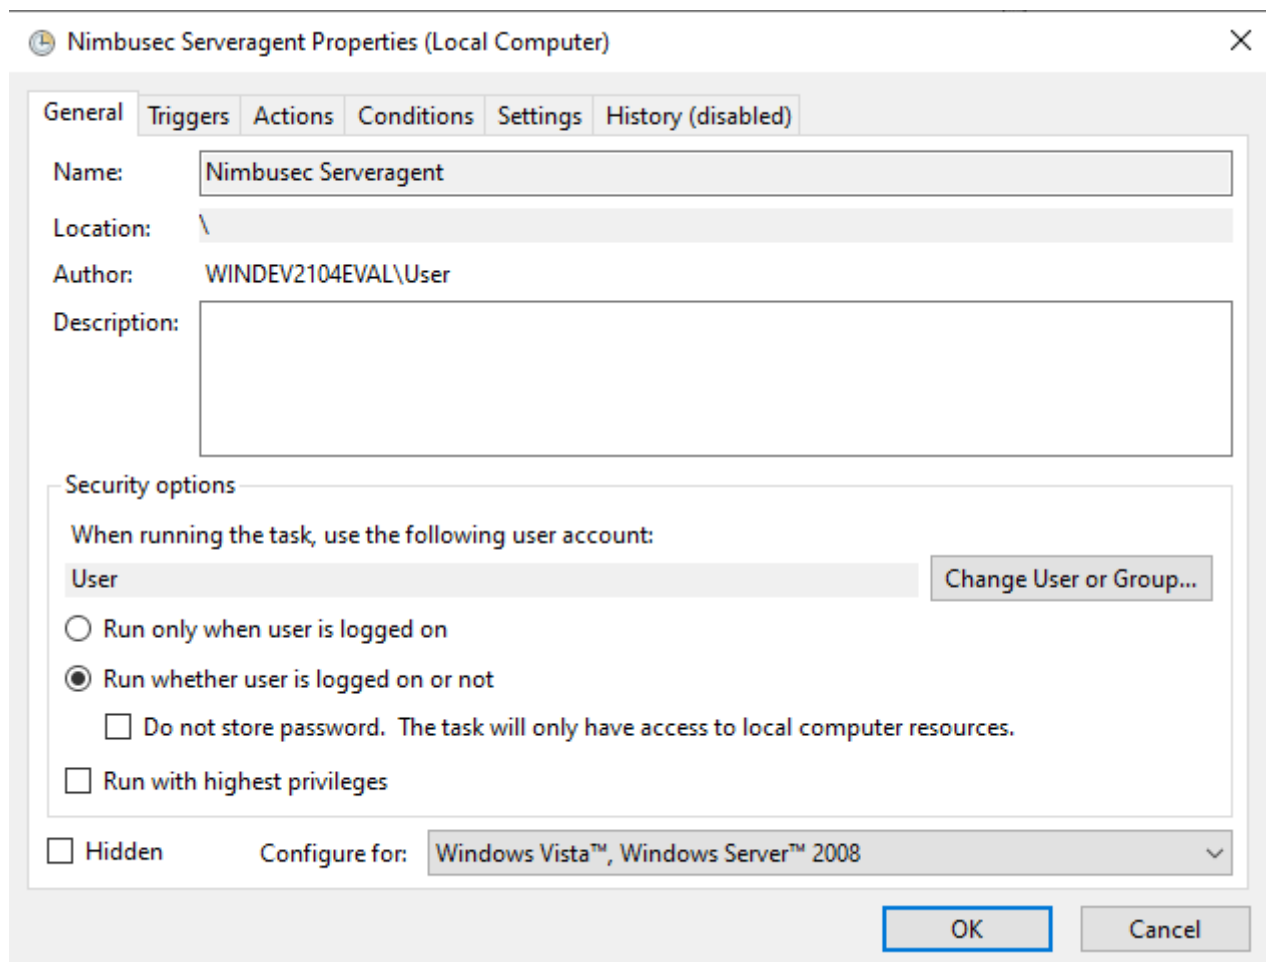 Nimbusec Serveragent Properties (Local Computer)
General Triggers Actions Conditions Settings History (disabled)
Name: Nimbusec Serveragent
Location: \
Author: WINDEV2104EVAL\User
Description:
Security options
When running the task, use the following user account:
User Change User or Group...
Run only when user is logged on
Run whether user is logged on or not
Do not store password. The task will only have access to local computer resources.
Run with highest privileges
Hidden Configure for: Windows Vista™, Windows Server™ 2008
OK Cancel